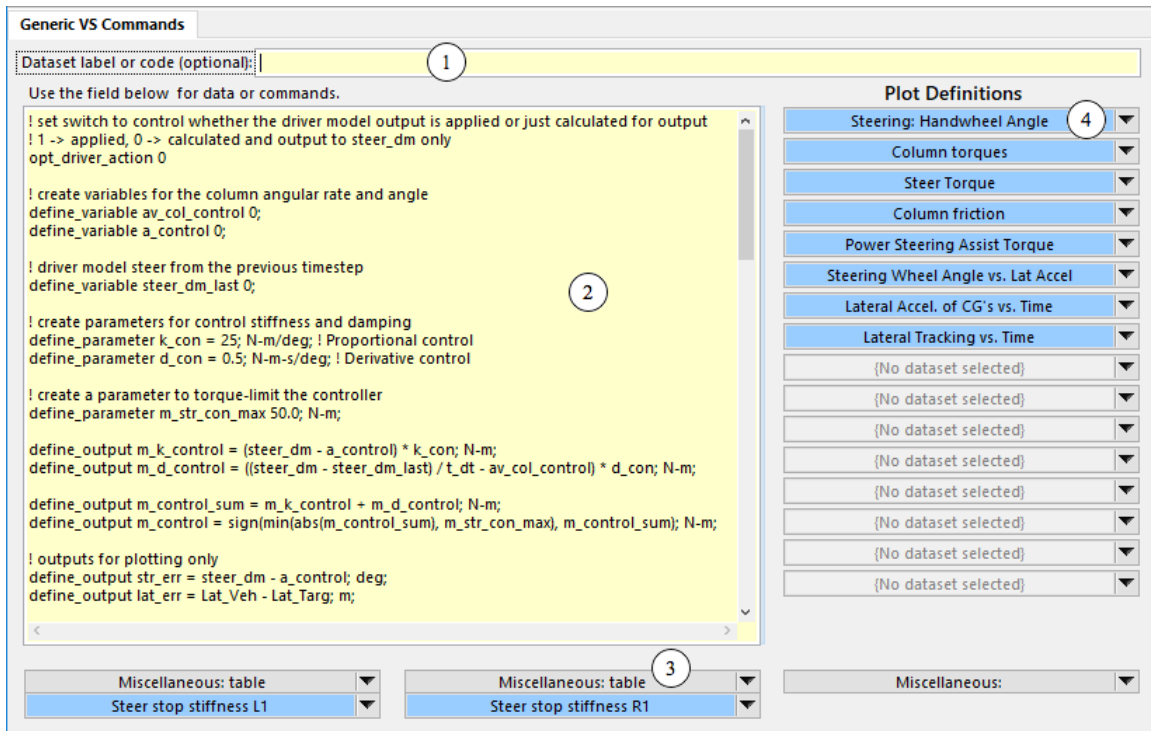 Generic VS Commands
Dataset label or code (optional):
1
Use the field below for data or commands.
! set switch to control whether the driver model output is applied or just calculated for output
! 1 -> applied, 0 -> calculated and output to steer_dm only
opt_driver_action 0
! create variables for the column angular rate and angle
define_variable av_col_control 0;
define_variable a_control 0;
! driver model steer from the previous timestep
define_variable steer_dm_last 0;
2
! create parameters for control stiffness and damping
define_parameter k_con = 25; N-m/deg; ! Proportional control
define_parameter d_con = 0.5; N-m-s/deg; ! Derivative control
! create a parameter to torque-limit the controller
define_parameter m_str_con_max 50.0; N-m;
define_output m_k_control = (steer_dm - a_control) * k_con; N-m;
define_output m_d_control = ((steer_dm - steer_dm_last) / t_dt - av_col_control) * d_con; N-m;
define_output m_control_sum = m_k_control + m_d_control; N-m;
define_output m_control = sign(min(abs(m_control_sum), m_str_con_max), m_control_sum); N-m;
! outputs for plotting only
define_output str_err = steer_dm - a_control; deg;
define_output lat_err = Lat_Veh - Lat_Targ; m;
Plot Definitions
Steering: Handwheel Angle
4
Column torques
Steer Torque
Column friction
Power Steering Assist Torque
Steering Wheel Angle vs. Lat Accel
Lateral Accel. of CG's vs. Time
Lateral Tracking vs. Time
{No dataset selected}
{No dataset selected}
{No dataset selected}
{No dataset selected}
{No dataset selected}
{No dataset selected}
{No dataset selected}
{No dataset selected}
Miscellaneous: table
Steer stop stiffness L1
3
Miscellaneous: table
Steer stop stiffness R1
Miscellaneous: